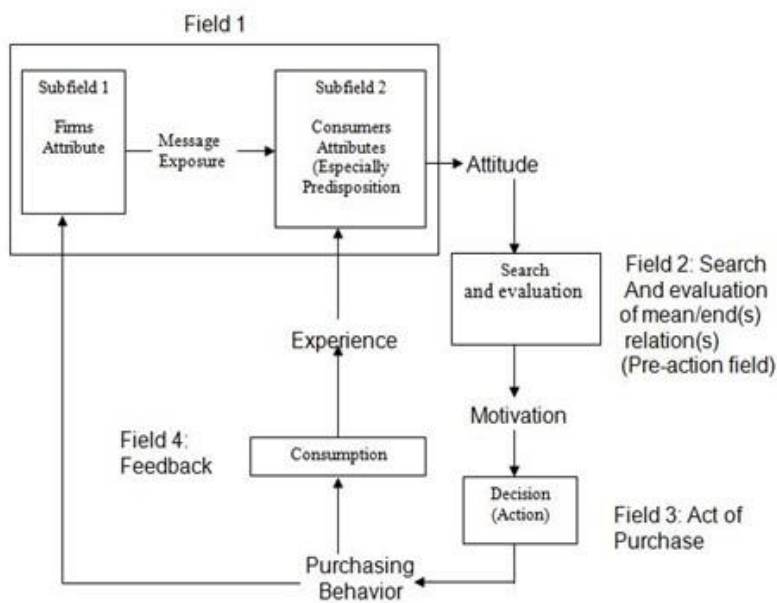 Field 1
Subfield 1
Firms
Attribute
Message
Exposure
Subfield 2
Consumers
Attributes
(Especially
Predisposition
Attitude
Search
and evaluation
Field 2: Search
And evaluation
of mean/end(s)
relation(s)
(Pre-action field)
Experience
Motivation
Field 4:
Feedback
Consumption
Decision
(Action)
Field 3: Act of
Purchase
Purchasing
Behavior